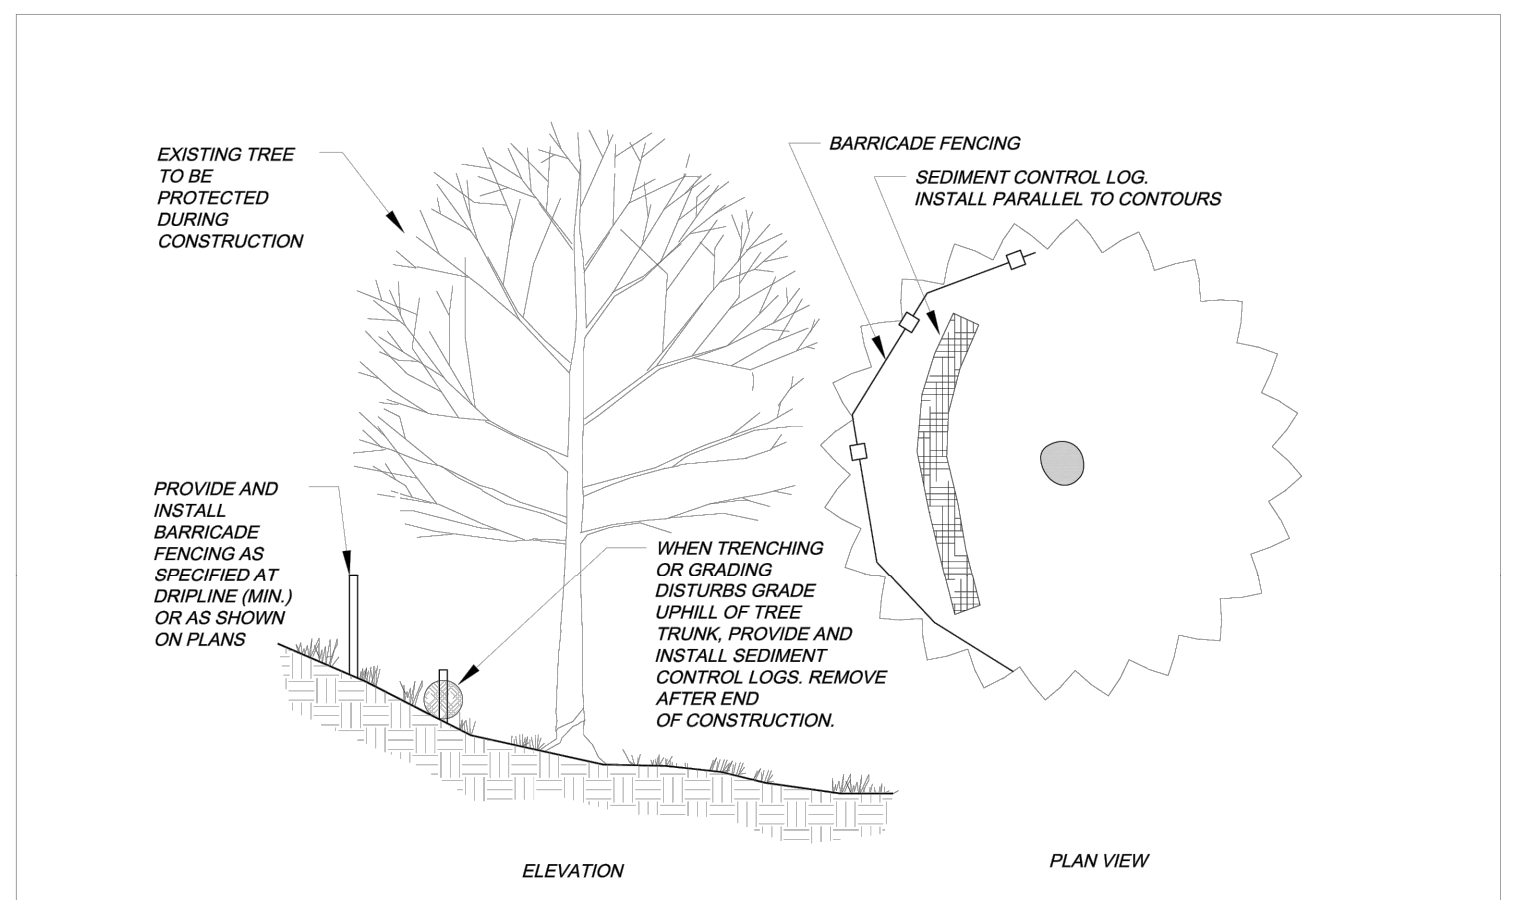 EXISTING TREE
TO BE
PROTECTED
DURING
CONSTRUCTION
BARRICADE FENCING
SEDIMENT CONTROL LOG.
INSTALL PARALLEL TO CONTOURS
PROVIDE AND
INSTALL
BARRICADE
FENCING AS
SPECIFIED AT
DRIPLINE (MIN.)
OR AS SHOWN
ON PLANS
WHEN TRENCHING
OR GRADING
DISTURBS GRADE
UPHILL OF TREE
TRUNK, PROVIDE AND
INSTALL SEDIMENT
CONTROL LOGS. REMOVE
AFTER END
OF CONSTRUCTION.
ELEVATION
PLAN VIEW